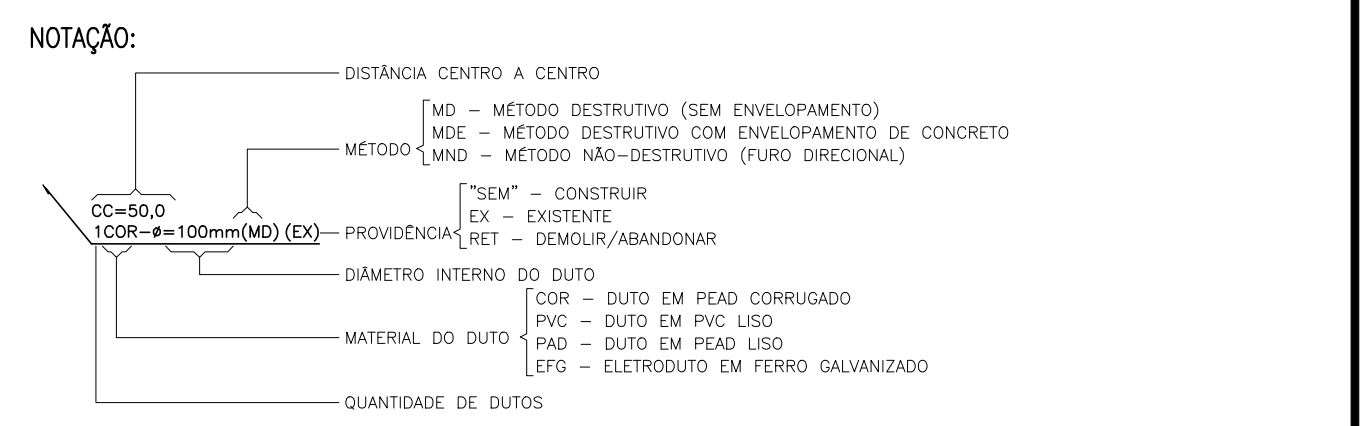 NOTAÇÃO:
DISTÂNCIA CENTRO A CENTRO
MD – MÉTODO DESTRUTIVO (SEM ENVELOPAMENTO)
MDE – MÉTODO DESTRUTIVO COM ENVELOPAMENTO DE CONCRETO
MÉTODO
MND – MÉTODO NÃO–DESTRUTIVO (FURO DIRECIONAL)
"SEM" – CONSTRUIR
CC=50,0
EX – EXISTENTE
1COR–ø=100mm(MD) (EX)
PROVIDÊNCIA
RET – DEMOLIR/ABANDONAR
DIÂMETRO INTERNO DO DUTO
COR – DUTO EM PEAD CORRUGADO
PVC – DUTO EM PVC LISO
MATERIAL DO DUTO
PAD – DUTO EM PEAD LISO
EFG – ELETRODUTO EM FERRO GALVANIZADO
QUANTIDADE DE DUTOS